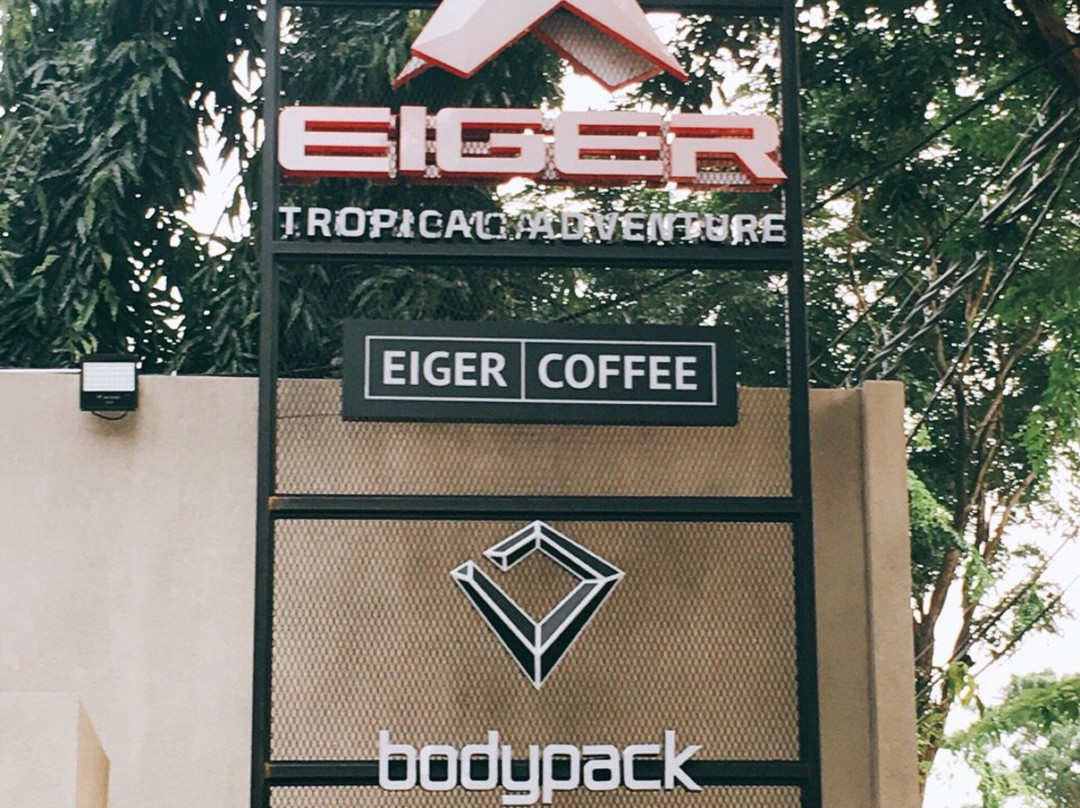 EIGER
TROPICAL ADVENTURE
EIGER COFFEE
bodypack